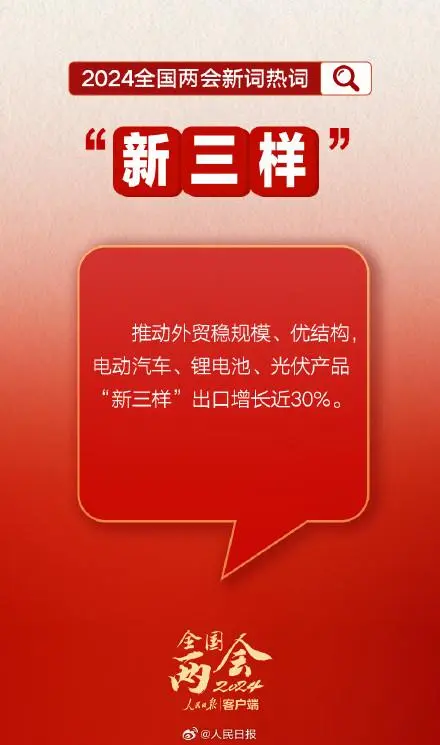 2024全国两会新词热词
“新三样”
推动外贸稳规模、优结构,
电动汽车、锂电池、光伏产品
“新三样”出口增长近30%。
全国
两会
2024
人民日报|客户端
@人民日报